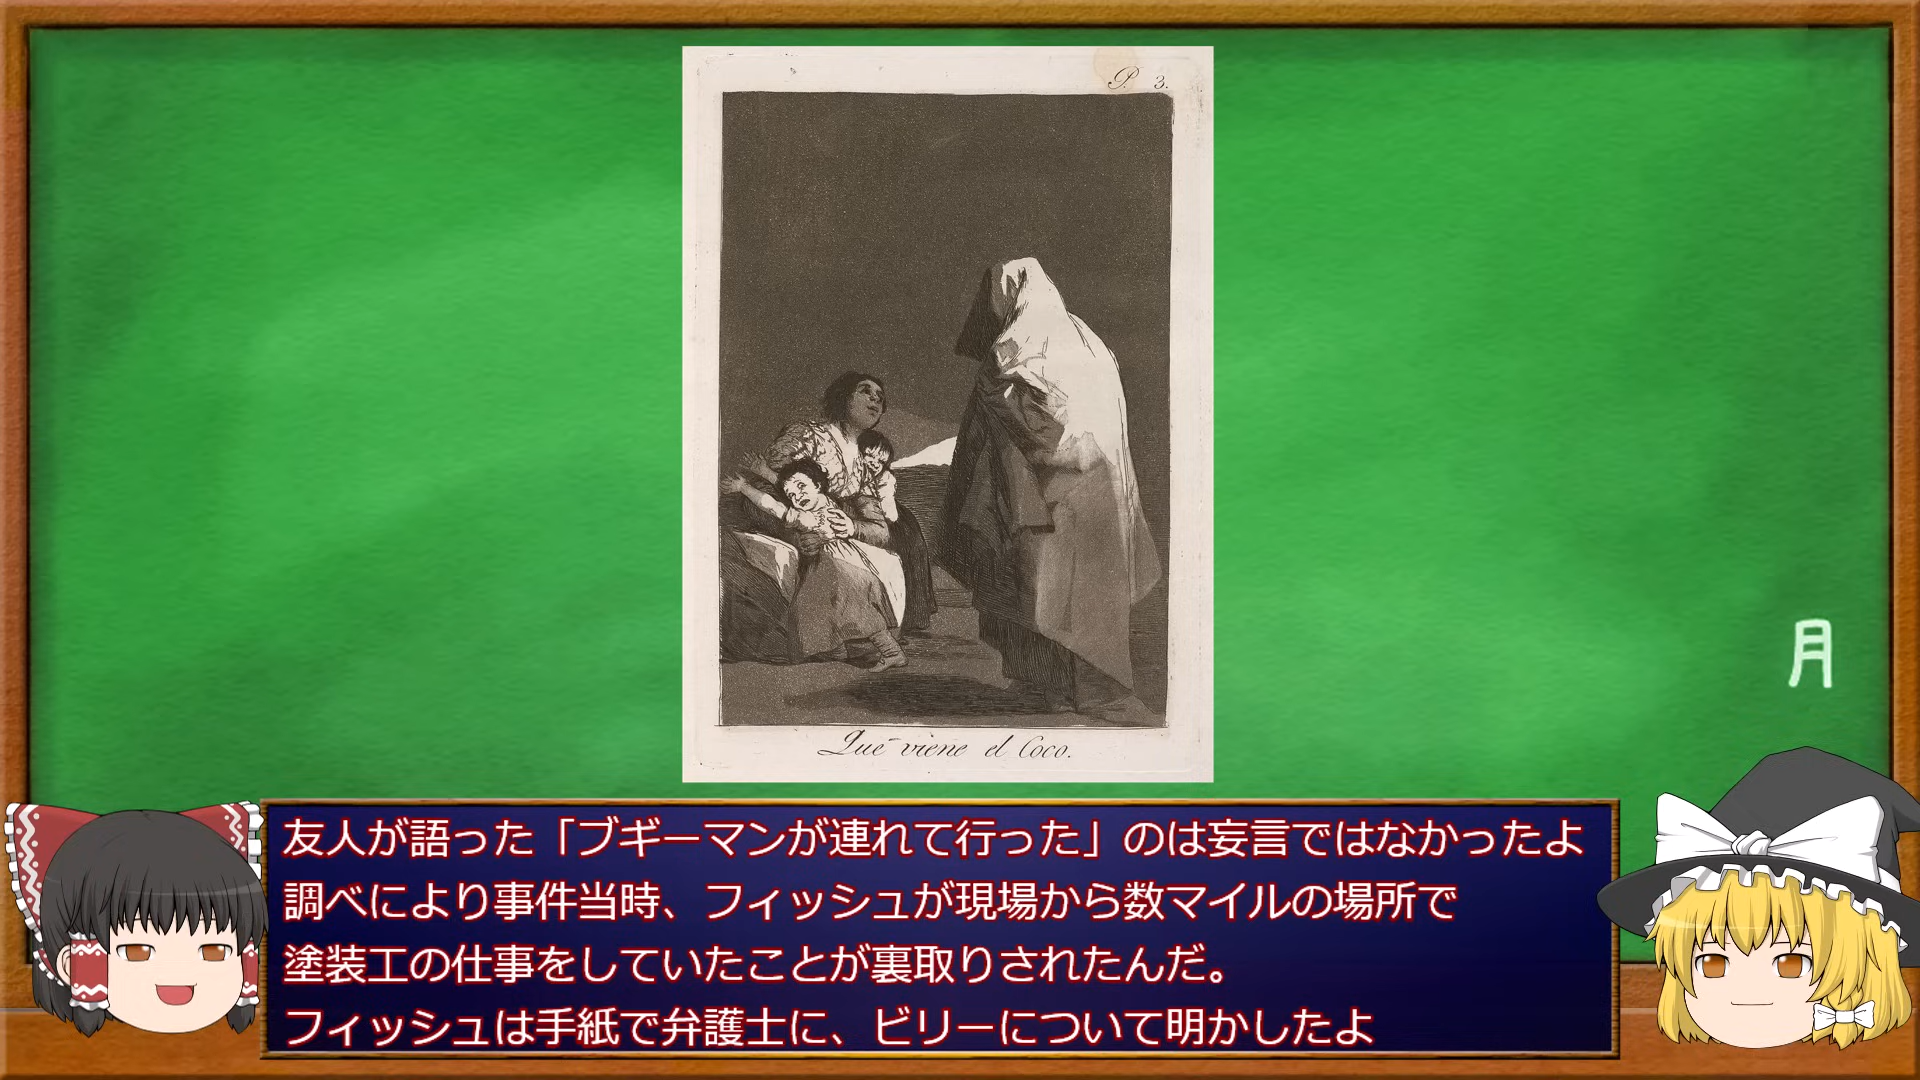 P. 3.
Que viene el Coco.
月
友人が語った「ブギーマンが連れて行った」のは妄言ではなかったよ
調べにより事件当時、フィッシュが現場から数マイルの場所で
塗装工の仕事をしていたことが裏取りされたんだ。
フィッシュは手紙で弁護士に、ビリーについて明かしたよ